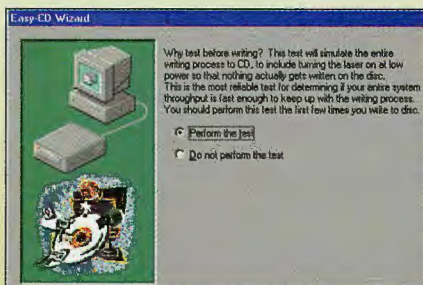 Easy-CD Wizard
Why test before writing? This test will simulate the entire
writing process to CD, to include turning the laser on at low
power so that nothing actually gets written on the disc.
This is the most reliable test for determining if your entire system
throughput is fast enough to keep up with the writing process.
You should perform this test the first few times you write to disc.
Perform the test
Do not perform the test